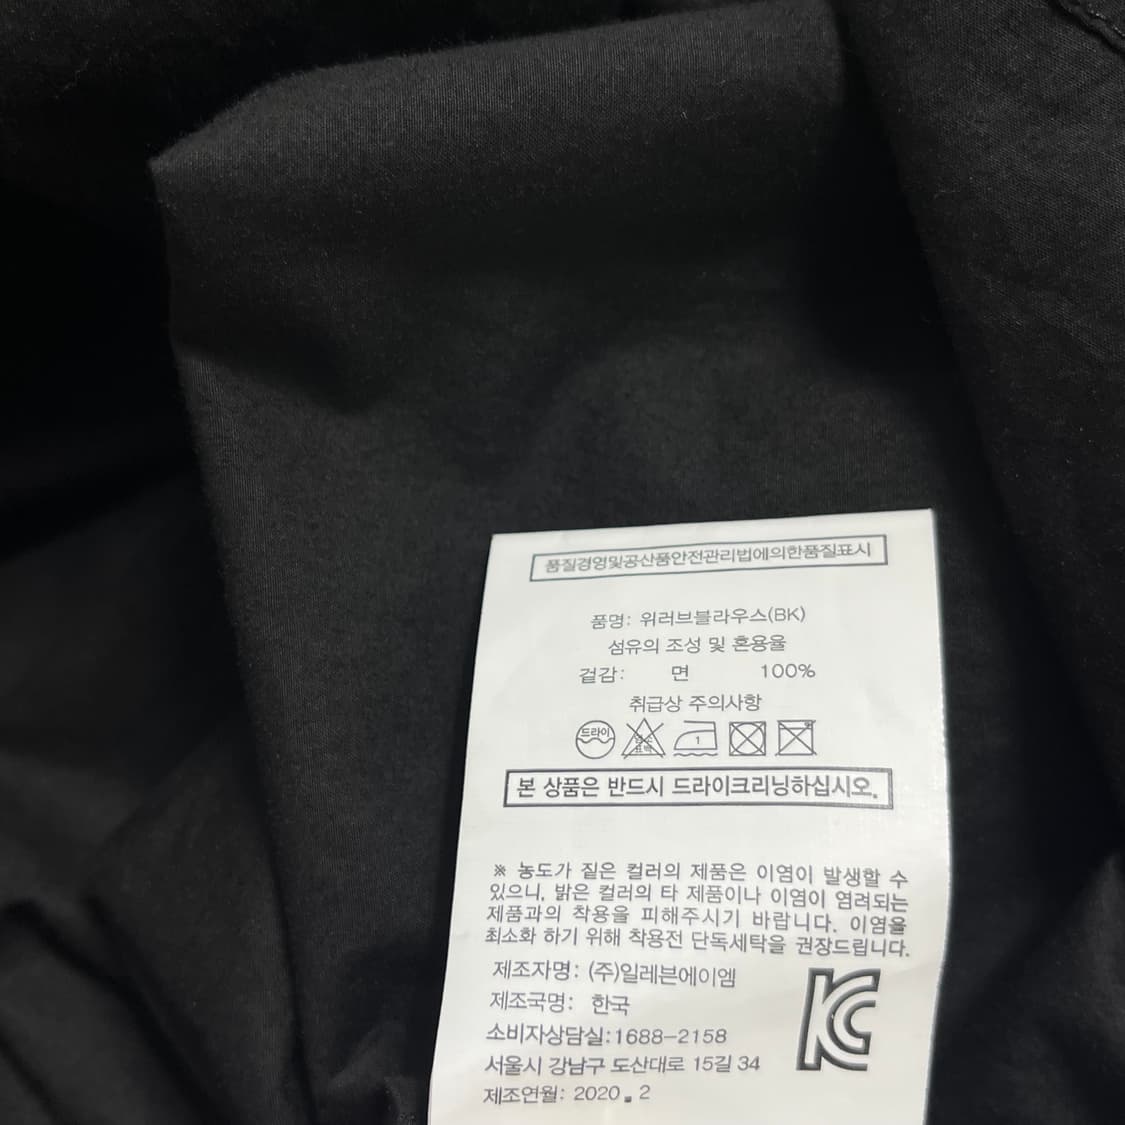 품질경영및공산품안전관리법에의한품질표시
품명: 위러브블라우스(BK)
섬유의 조성 및 혼용율
겉감: 면 100%
취급상 주의사항
드라이 염소 표백 1
본 상품은 반드시 드라이크리닝하십시오.
※ 농도가 짙은 컬러의 제품은 이염이 발생할 수
있으니, 밝은 컬러의 타 제품이나 이염이 염려되는
제품과의 착용을 피해주시기 바랍니다. 이염을
최소화 하기 위해 착용전 단독세탁을 권장드립니다.
제조자명: (주)일레븐에이엠
제조국명: 한국
소비자상담실:1688-2158
서울시 강남구 도산대로 15길 34
제조연월: 2020. 2
KC